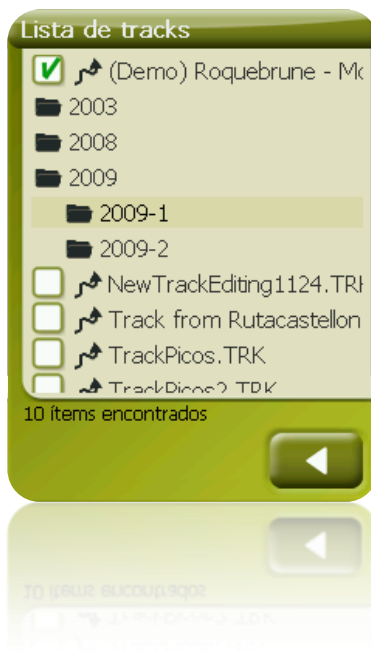 Lista de tracks
(Demo) Roquebrune - Mo
2003
2008
2009
2009-1
2009-2
NewTrackEditing1124.TRK
Track from Rutacastellon
TrackPicos.TRK
TrackPicos2.TRK
10 ítems encontrados